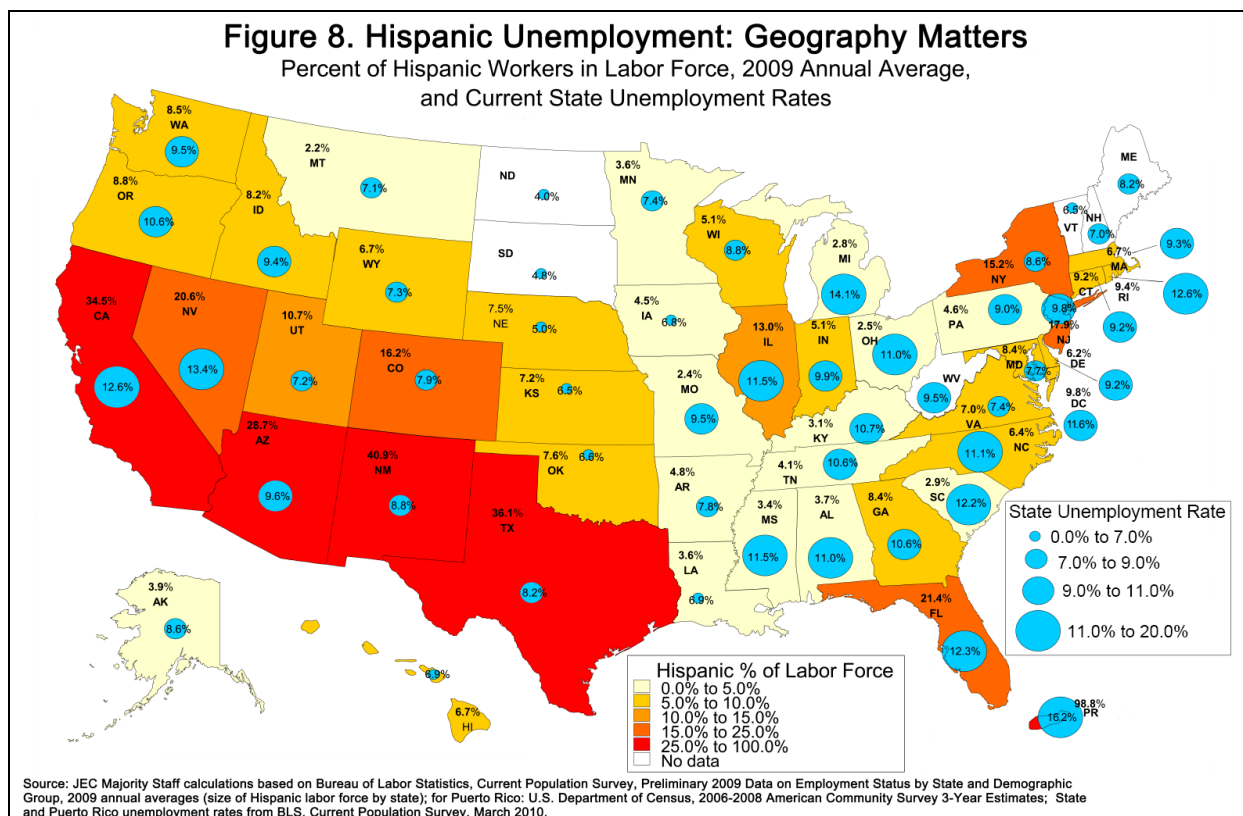 Figure 8. Hispanic Unemployment: Geography Matters
Percent of Hispanic Workers in Labor Force, 2009 Annual Average,
and Current State Unemployment Rates
8.5%
WA
9.5%
8.8%
OR
10.6%
8.2%
ID
9.4%
2.2%
MT
7.1%
6.7%
WY
7.3%
ND
4.0%
SD
4.8%
7.5%
NE
5.0%
7.2%
KS
6.5%
3.6%
MN
7.4%
5.1%
WI
8.8%
2.8%
MI
14.1%
4.5%
IA
6.8%
34.5%
CA
12.6%
20.6%
NV
13.4%
10.7%
UT
7.2%
16.2%
CO
7.9%
28.7%
AZ
9.6%
40.9%
NM
8.8%
36.1%
TX
8.2%
7.6%
OK
6.6%
2.4%
MO
9.5%
4.8%
AR
7.8%
3.6%
LA
6.9%
13.0%
IL
11.5%
5.1%
IN
9.9%
2.5%
OH
11.0%
3.1%
KY
10.7%
4.1%
TN
10.6%
3.4%
MS
11.5%
3.7%
AL
11.0%
8.4%
GA
10.6%
21.4%
FL
12.3%
2.9%
SC
12.2%
6.4%
NC
11.1%
7.0%
VA
7.4%
WV
9.5%
4.6%
PA
9.0%
15.2%
NY
8.6%
ME
8.2%
6.5%
VT
NH
7.0%
6.7%
MA
9.3%
9.2%
CT
9.2%
9.4%
RI
12.6%
9.8%
17.9%
NJ
8.4%
MD
7.7%
6.2%
DE
9.2%
9.8%
DC
11.6%
3.9%
AK
8.6%
6.9%
6.7%
HI
98.8%
PR
16.2%
State Unemployment Rate
0.0% to 7.0%
7.0% to 9.0%
9.0% to 11.0%
11.0% to 20.0%
Hispanic % of Labor Force
0.0% to 5.0%
5.0% to 10.0%
10.0% to 15.0%
15.0% to 25.0%
25.0% to 100.0%
No data
Source: JEC Majority Staff calculations based on Bureau of Labor Statistics, Current Population Survey, Preliminary 2009 Data on Employment Status by State and Demographic
Group, 2009 annual averages (size of Hispanic labor force by state); for Puerto Rico: U.S. Department of Census, 2006-2008 American Community Survey 3-Year Estimates; State
and Puerto Rico unemployment rates from BLS, Current Population Survey, March 2010.